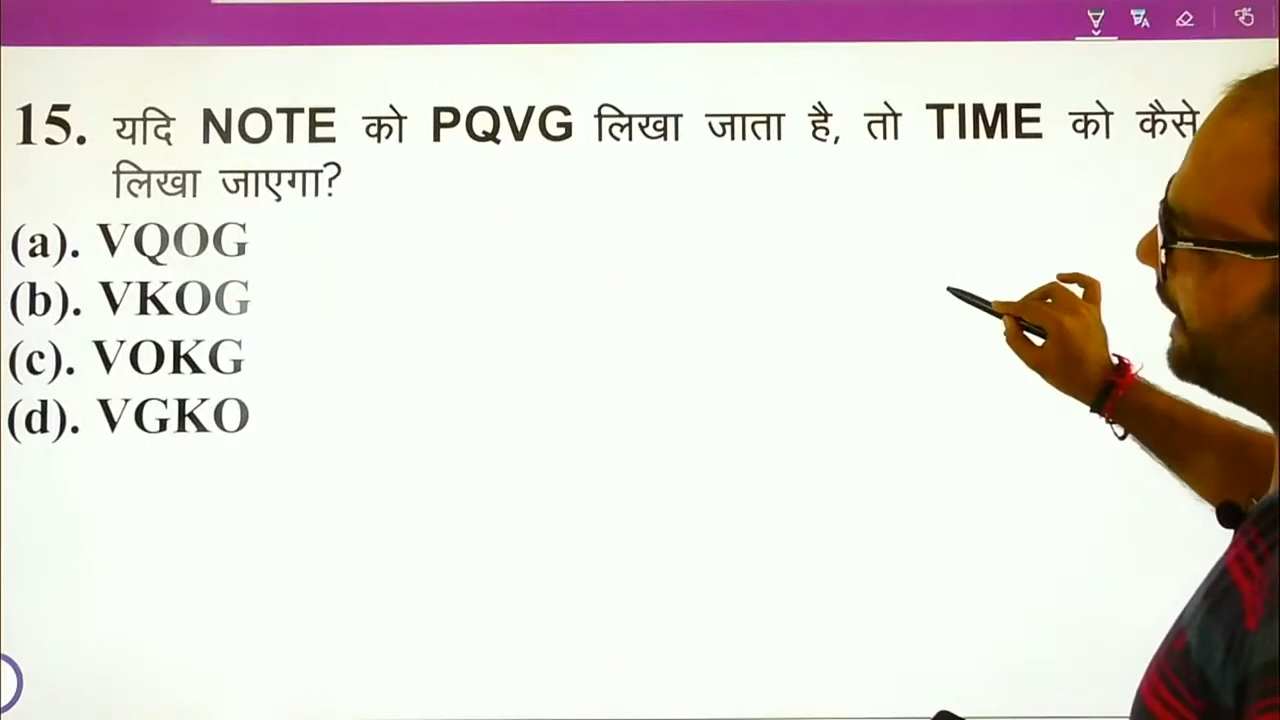 15. यदि NOTE को PQVG लिखा जाता है, तो TIME को कैसे
लिखा जाएगा?
(a). VQOG
(b). VKOG
(c). VOKG
(d). VGKO